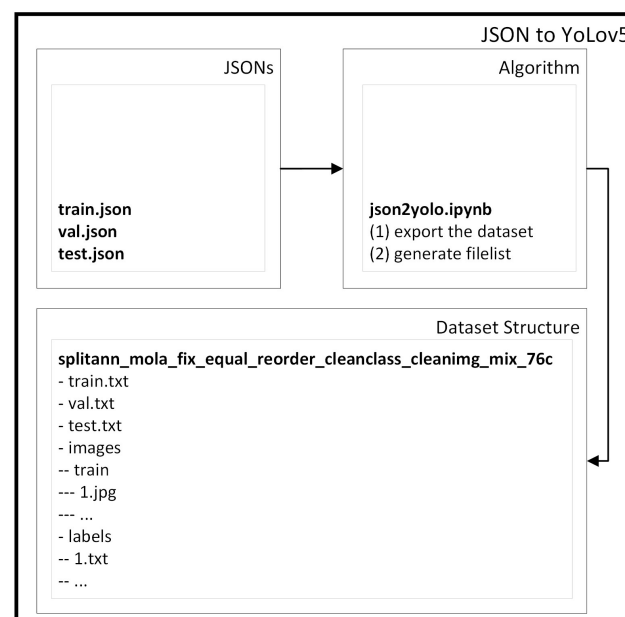 JSON to YoLov5
JSONs
train.json
val.json
test.json
Algorithm
json2yolo.ipynb
(1) export the dataset
(2) generate filelist
Dataset Structure
splitann_mola_fix_equal_reorder_cleanclass_cleanimg_mix_76c
- train.txt
- val.txt
- test.txt
- images
-- train
--- 1.jpg
--- ...
- labels
-- 1.txt
-- ...